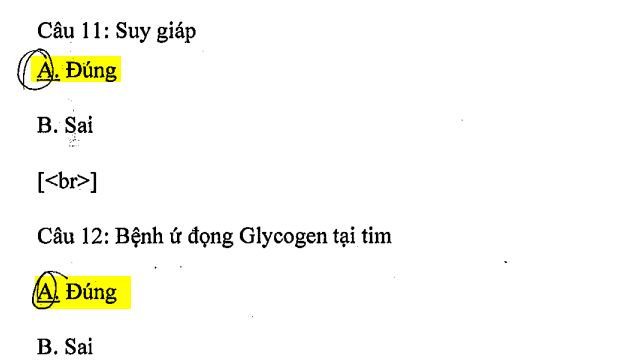 Câu 11: Suy giáp
A. Đúng
B. Sai
[<br>]
Câu 12: Bệnh ứ đọng Glycogen tại tim
A. Đúng
B. Sai